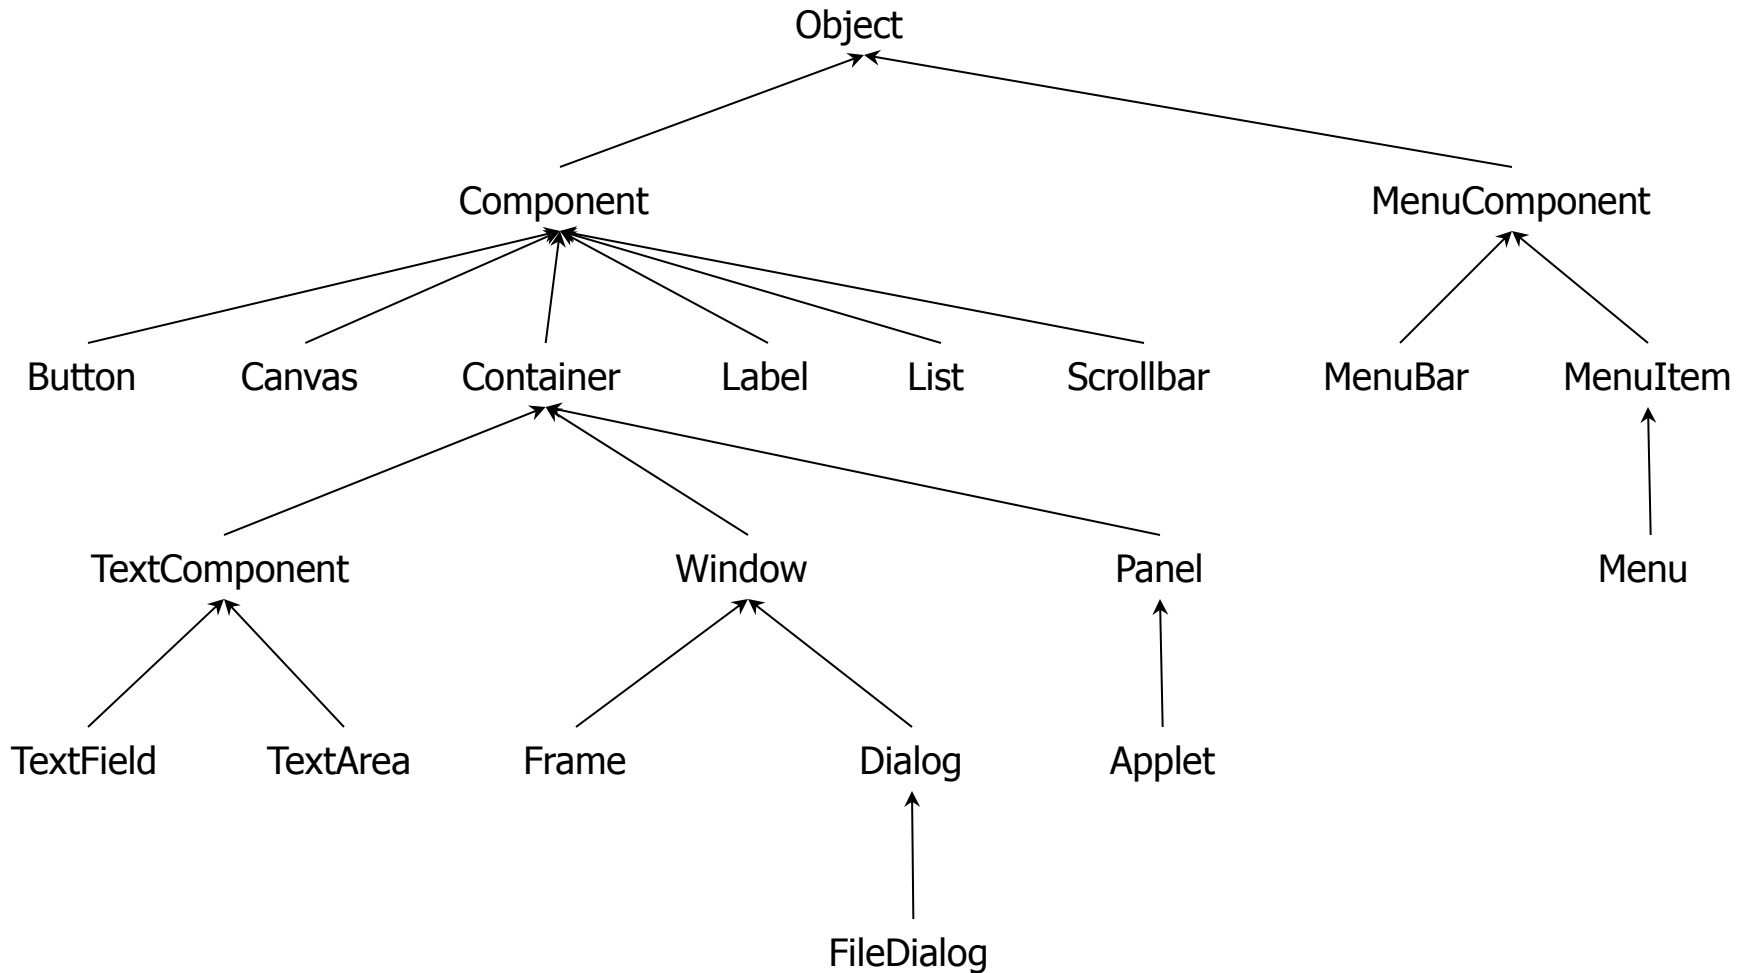 Object
Component MenuComponent
Button Canvas Container Label List Scrollbar MenuBar MenuItem
TextComponent Window Panel Menu
TextField TextArea Frame Dialog Applet
FileDialog